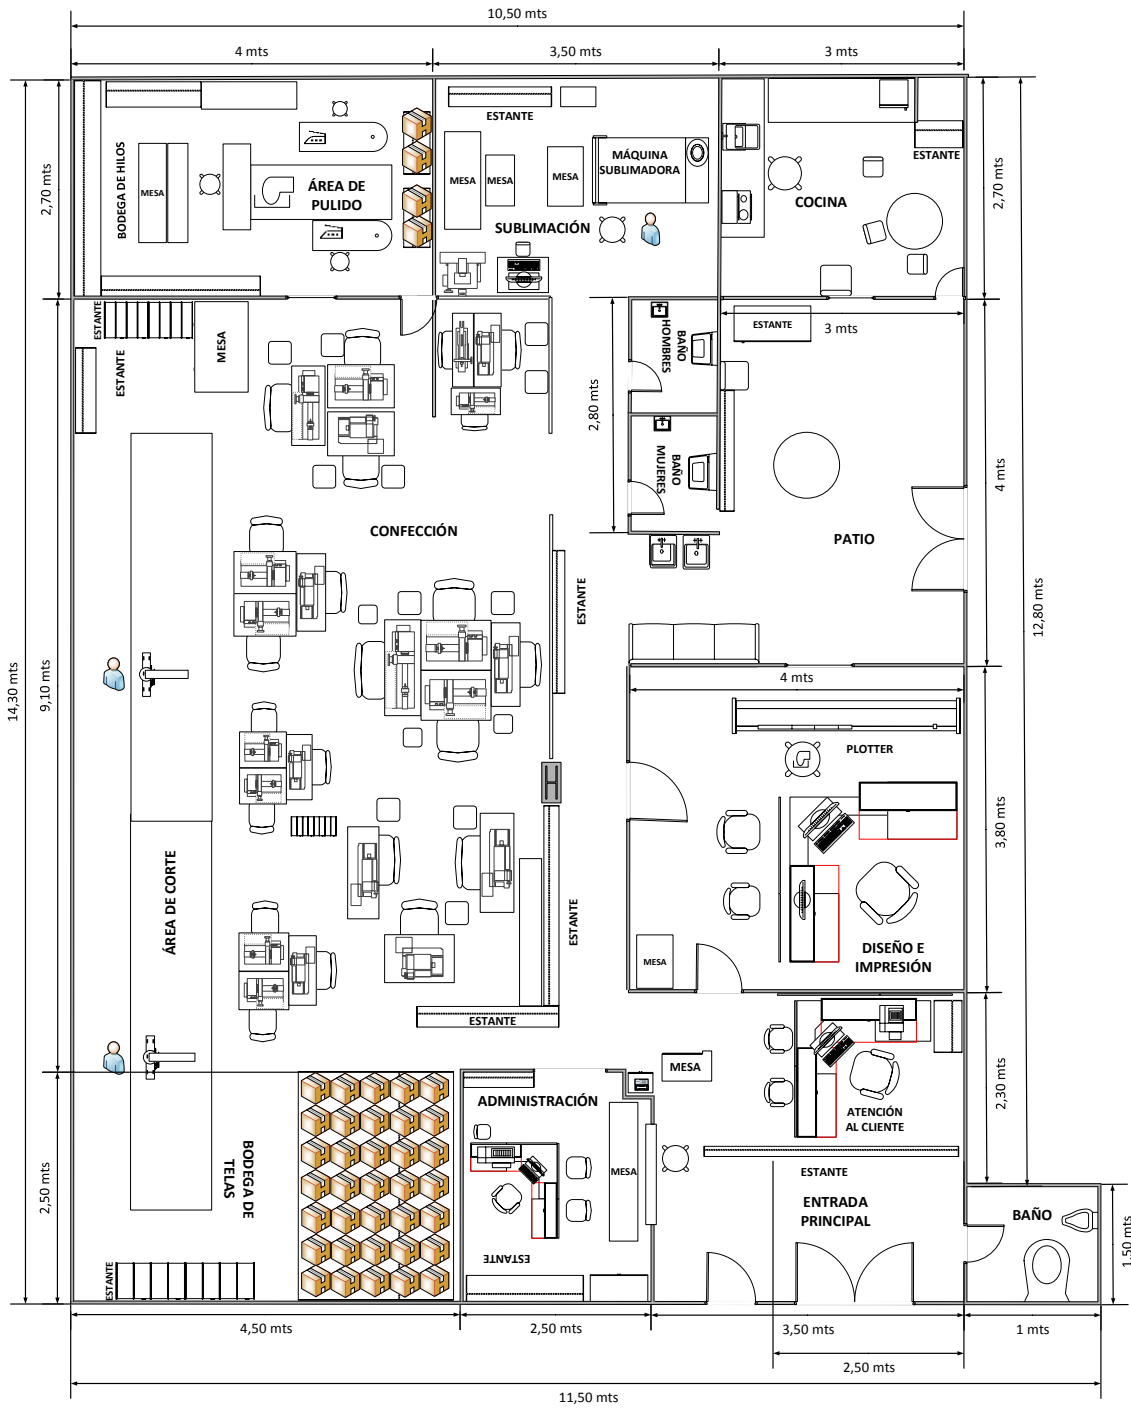 10,50 mts
4 mts
3,50 mts
3 mts
ESTANTE
BODEGA DE HILOS
MESA
ÁREA DE
PULIDO
MESA
MESA
MESA
MÁQUINA
SUBLIMADORA
SUBLIMACIÓN
ESTANTE
COCINA
2,70 mts
2,70 mts
ESTANTE
ESTANTE
MESA
BAÑO
HOMBRES
ESTANTE
3 mts
2,80 mts
BAÑO
MUJERES
4 mts
CONFECCIÓN
PATIO
ESTANTE
12,80 mts
14,30 mts
9,10 mts
4 mts
PLOTTER
3,80 mts
ÁREA DE CORTE
ESTANTE
DISEÑO E
IMPRESIÓN
MESA
ESTANTE
MESA
ADMINISTRACIÓN
ATENCIÓN
AL CLIENTE
2,30 mts
BODEGA DE
TELAS
MESA
ESTANTE
2,50 mts
ENTRADA
PRINCIPAL
BAÑO
1,50 mts
ESTANTE
ESTANTE
4,50 mts
2,50 mts
3,50 mts
1 mts
2,50 mts
11,50 mts